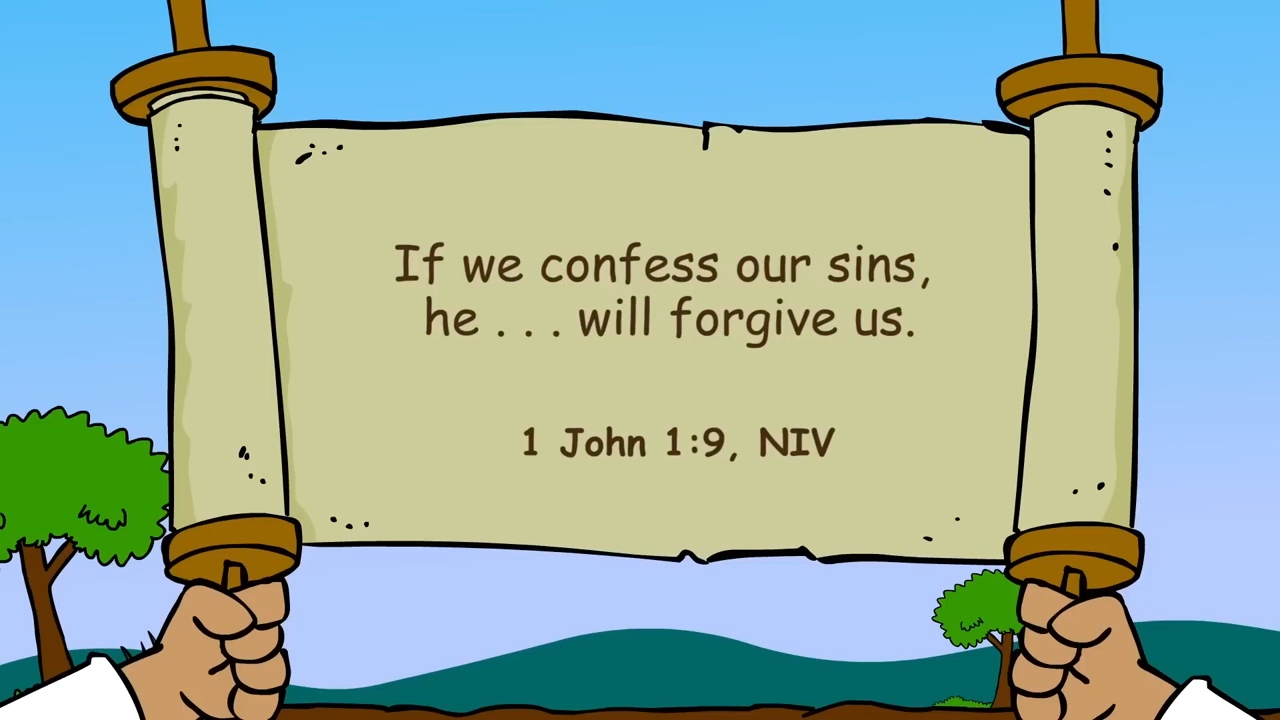 If we confess our sins,
he . . . will forgive us.
1 John 1:9, NIV